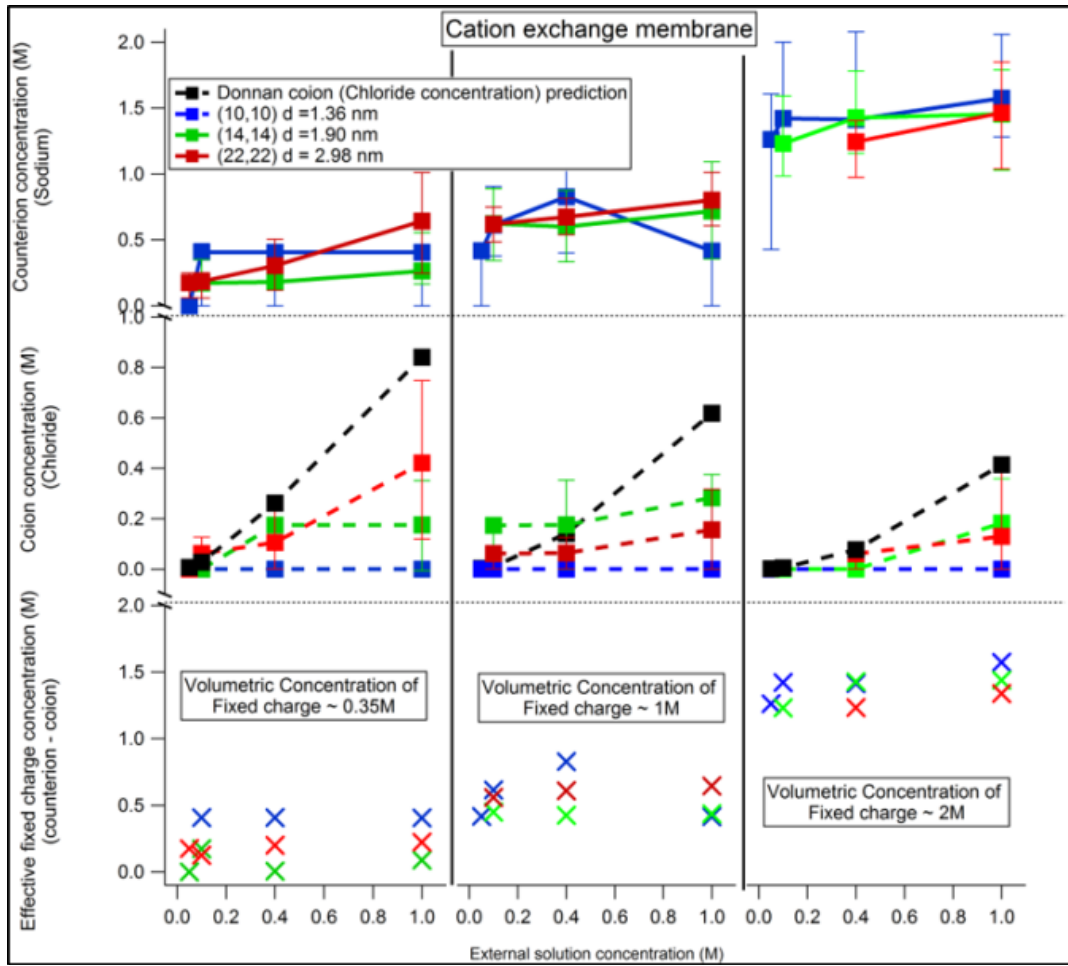 Cation exchange membrane
Counterion concentration (M)
(Sodium)
2.0
1.5
1.0
0.5
0.0
Donnan coion (Chloride concentration) prediction
(10,10) d =1.36 nm
(14,14) d =1.90 nm
(22,22) d = 2.98 nm
Coion concentration (M)
(Chloride)
1.0
0.8
0.6
0.4
0.2
0.0
Effective fixed charge concentration (M)
(counterion - coion)
2.0
1.5
1.0
0.5
0.0
Volumetric Concentration of
Fixed charge ~ 0.35M
Volumetric Concentration of
Fixed charge ~ 1M
Volumetric Concentration of
Fixed charge ~ 2M
0.0 0.2 0.4 0.6 0.8 1.0
0.0 0.2 0.4 0.6 0.8 1.0
0.0 0.2 0.4 0.6 0.8 1.0
External solution concentration (M)